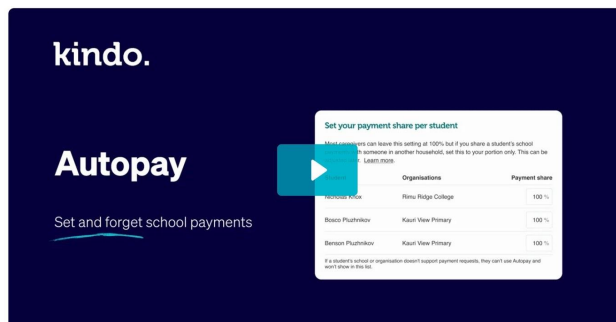 kindo.
Autopay
Set and forget school payments
Set your payment share per student
Most caregivers can leave this setting at 100% but if you share a student's school
with someone in another household, set this to your portion only. This can be
Learn more.
Organisations Payment share
Nicholas Knox Rimu Ridge College 100 %
Bosco Pluzhnikov Kauri View Primary 100 %
Benson Pluzhnikov Kauri View Primary 100 %
If a student's school or organisation doesn't support payment requests, they can't use Autopay and
won't show in this list.